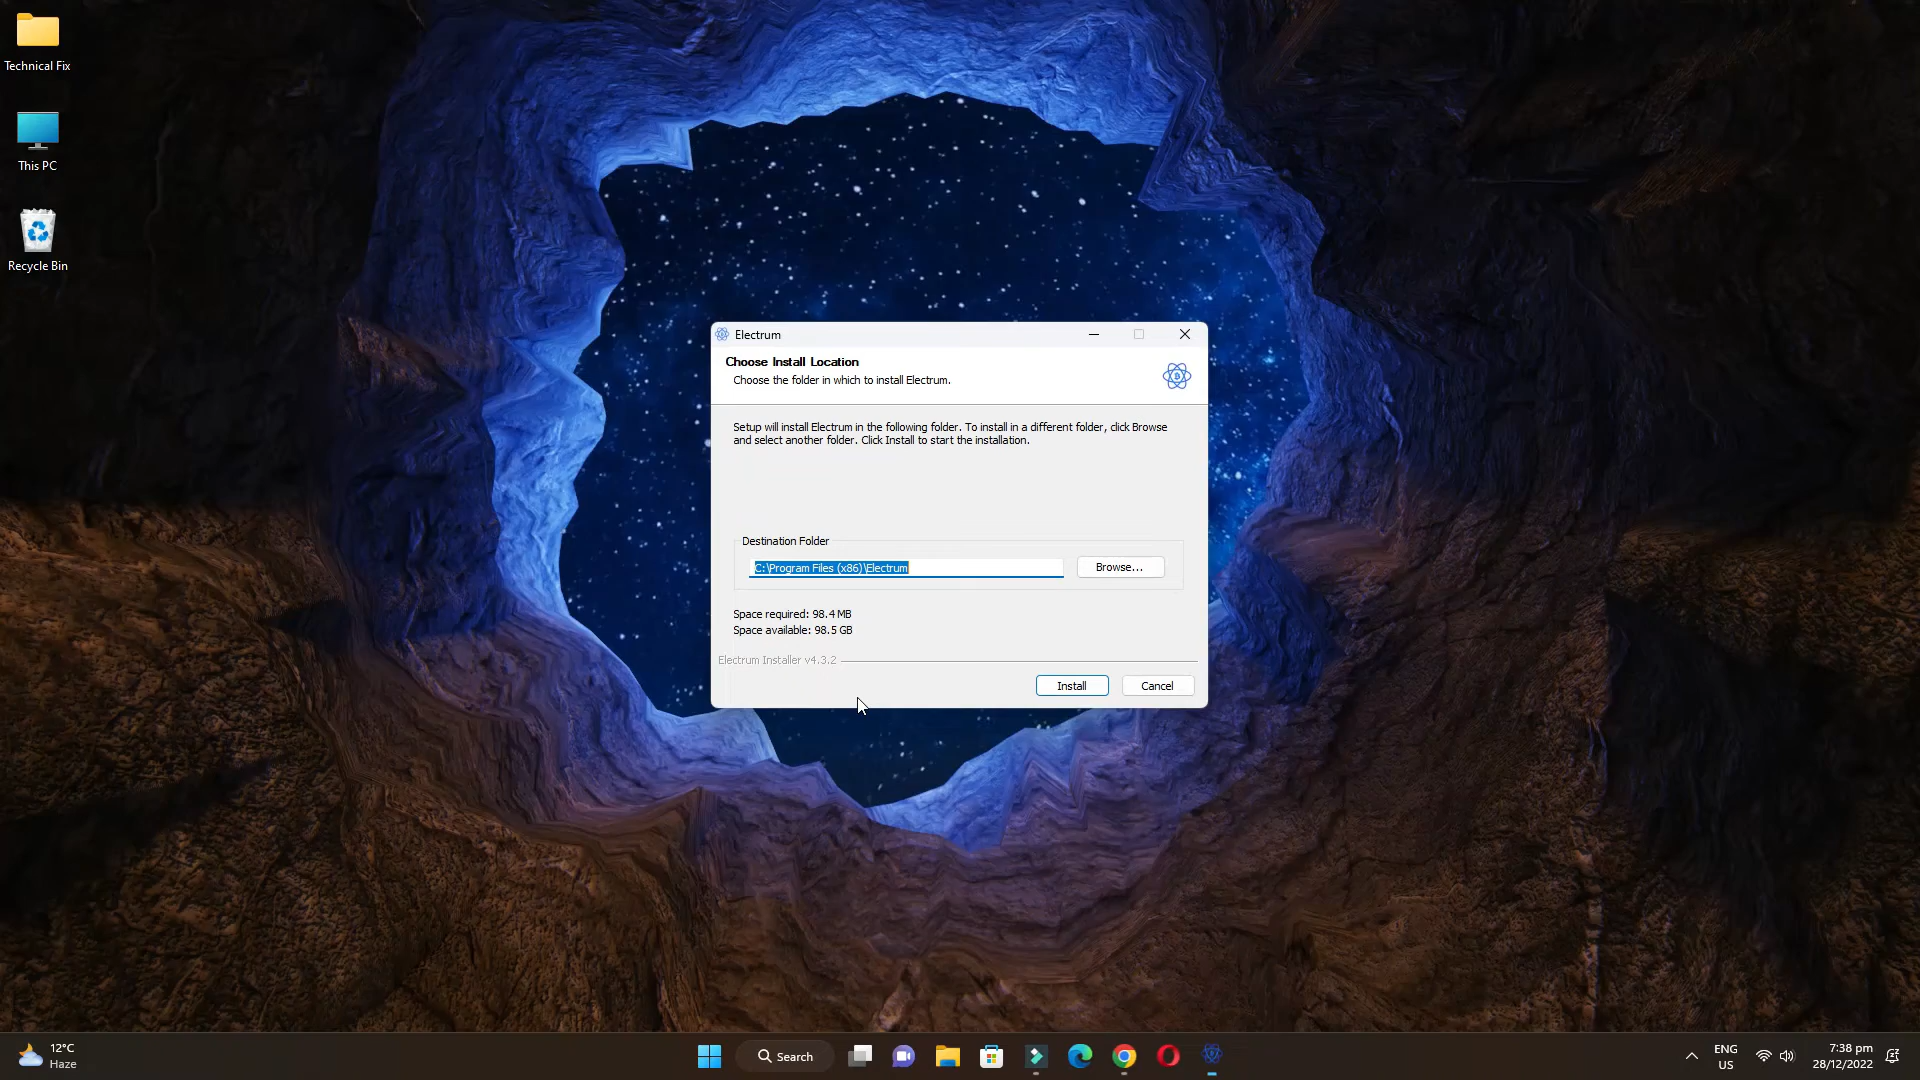 Technical Fix
This PC
Recycle Bin
Electrum
Choose Install Location
Choose the folder in which to install Electrum.
Setup will install Electrum in the following folder. To install in a different folder, click Browse
and select another folder. Click Install to start the installation.
Destination Folder
C:\Program Files (x86)\Electrum
Browse...
Space required: 98.4 MB
Space available: 98.5 GB
Electrum Installer v4.3.2
Install
Cancel
12°C
Haze
Search
ENG
US
7:38 pm
28/12/2022